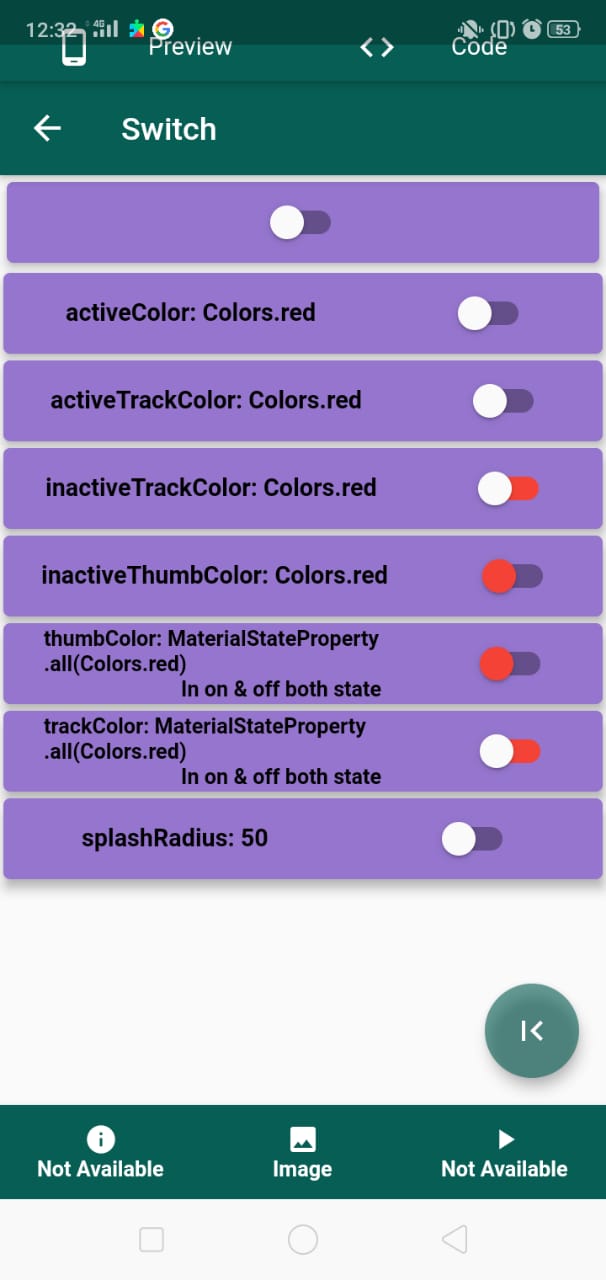 12:32 4G 53
Preview Code
Switch
activeColor: Colors.red
activeTrackColor: Colors.red
inactiveTrackColor: Colors.red
inactiveThumbColor: Colors.red
thumbColor: MaterialStateProperty
.all(Colors.red)
In on & off both state
trackColor: MaterialStateProperty
.all(Colors.red)
In on & off both state
splashRadius: 50
Not Available Image Not Available